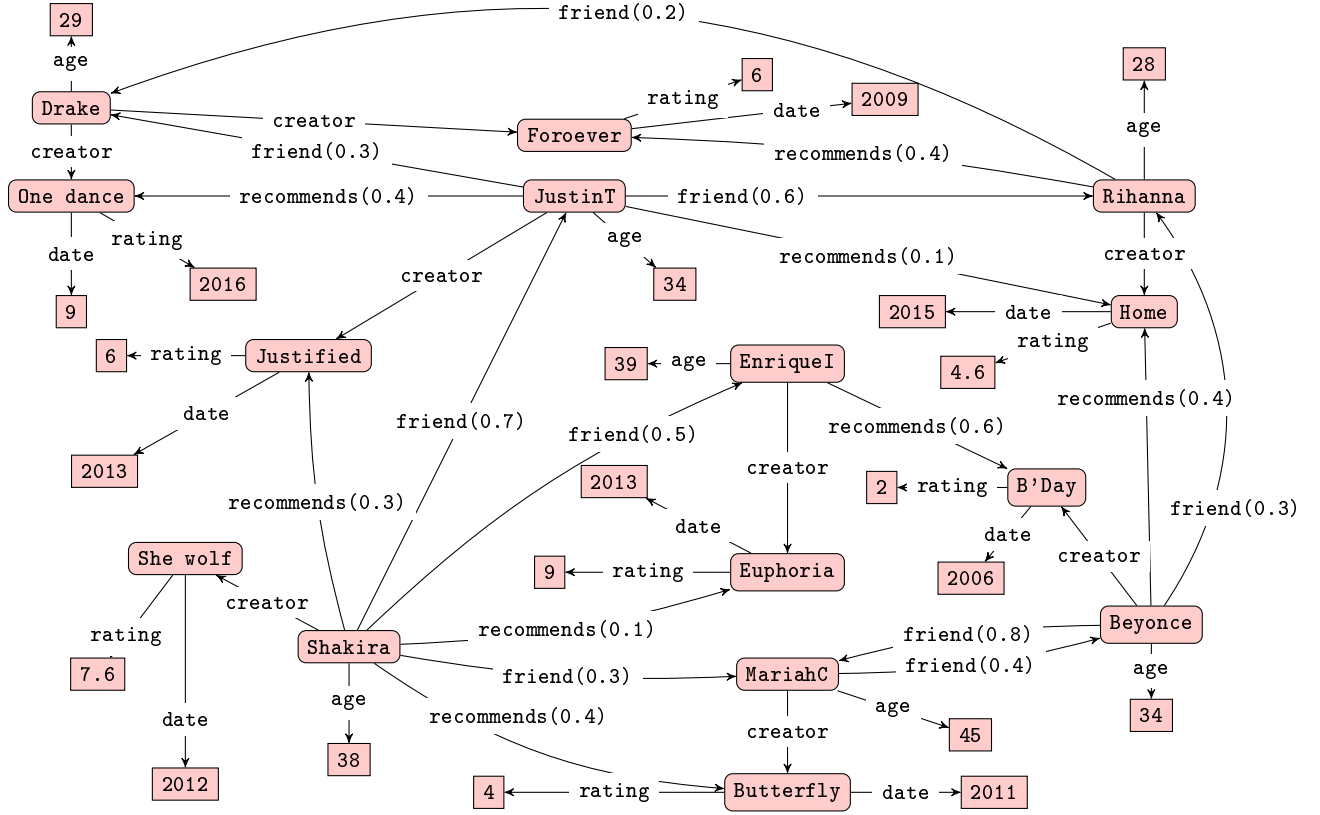 friend(0.2)
29
age
28
6
rating
2009
date
Drake
creator
Foroever
age
creator
friend(0.3)
recommends(0.4)
One dance
recommends(0.4)
JustinT
friend(0.6)
Rihanna
rating
age
date
creator
recommends(0.1)
creator
2016
34
9
2015
date
Home
rating
6
rating
Justified
39
age
EnriqueI
4.6
date
friend(0.7)
friend(0.5)
recommends(0.6)
recommends(0.4)
2013
creator
2013
2
rating
B'Day
recommends(0.3)
friend(0.3)
date
date
She wolf
creator
9
rating
Euphoria
2006
creator
rating
recommends(0.1)
friend(0.8)
Beyonce
Shakira
friend(0.4)
7.6
friend(0.3)
MariahC
age
age
age
recommends(0.4)
34
date
creator
45
38
2012
4
rating
Butterfly
date
2011